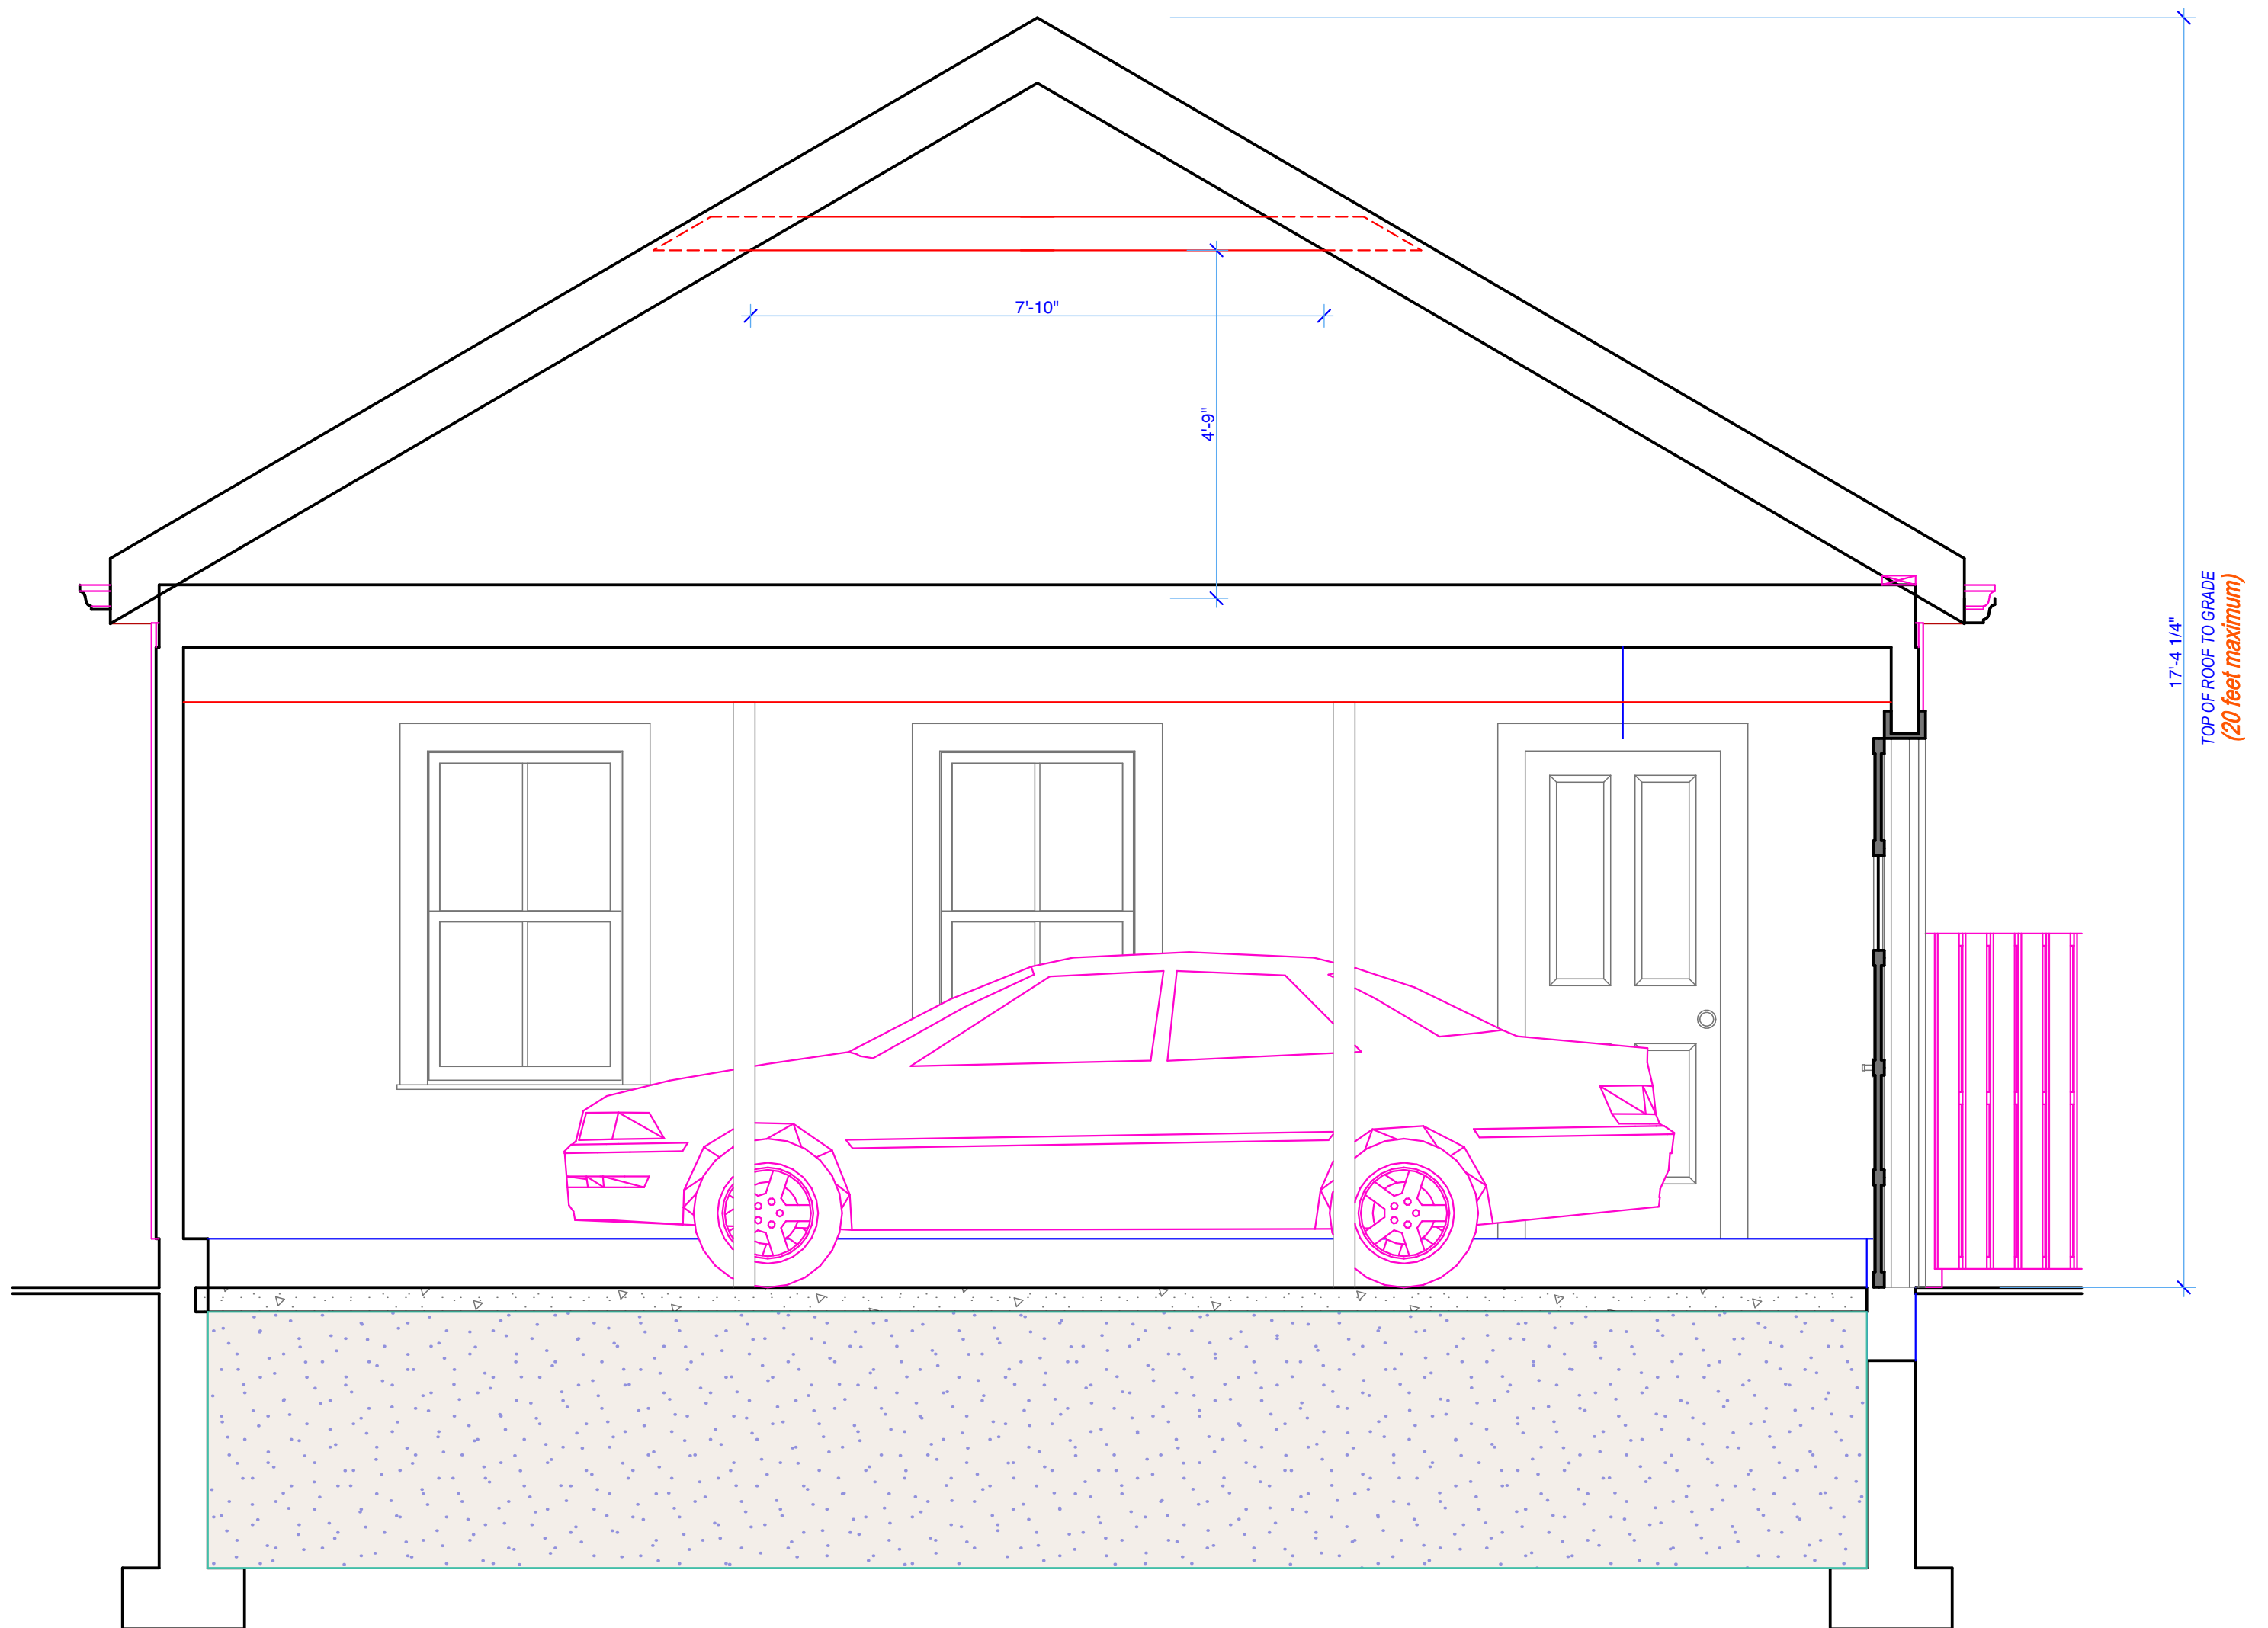 7'-10"
4'-9"
17'-4 1/4"
TOP OF ROOF TO GRADE
(20 feet maximum)